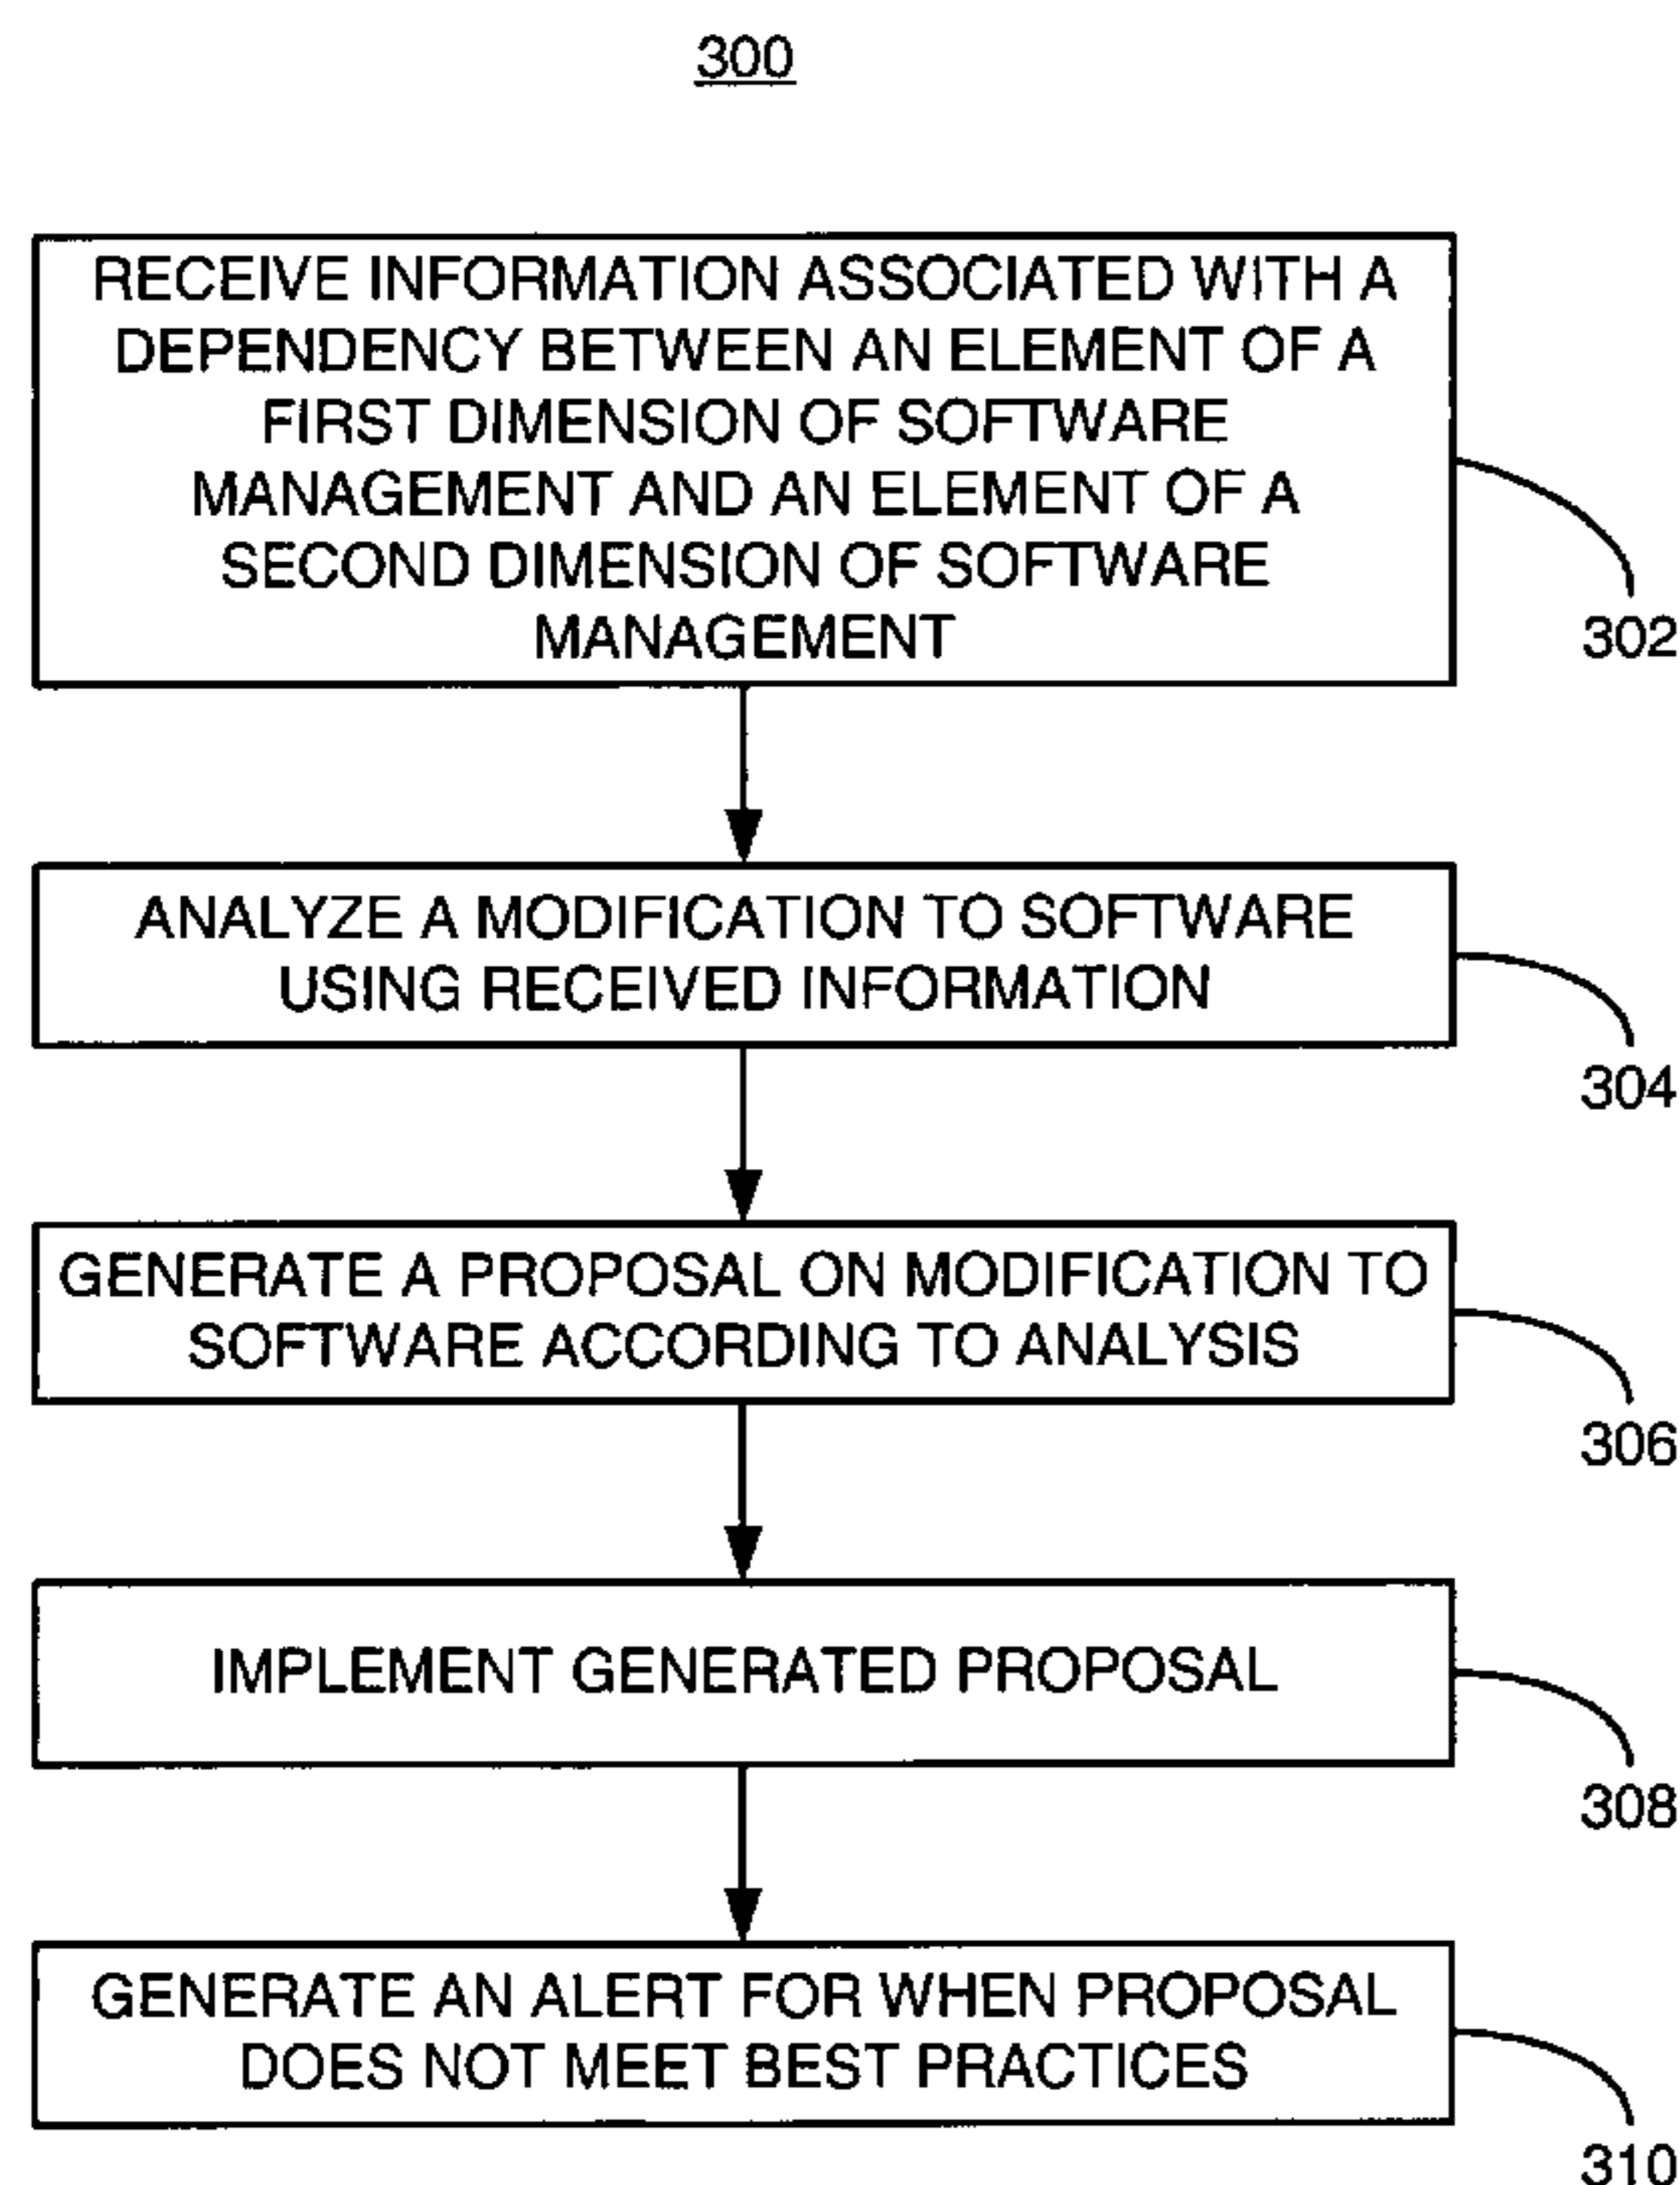 300
RECEIVE INFORMATION ASSOCIATED WITH A
DEPENDENCY BETWEEN AN ELEMENT OF A
FIRST DIMENSION OF SOFTWARE
MANAGEMENT AND AN ELEMENT OF A
SECOND DIMENSION OF SOFTWARE
MANAGEMENT
302
ANALYZE A MODIFICATION TO SOFTWARE
USING RECEIVED INFORMATION
304
GENERATE A PROPOSAL ON MODIFICATION TO
SOFTWARE ACCORDING TO ANALYSIS
306
IMPLEMENT GENERATED PROPOSAL
308
GENERATE AN ALERT FOR WHEN PROPOSAL
DOES NOT MEET BEST PRACTICES
310